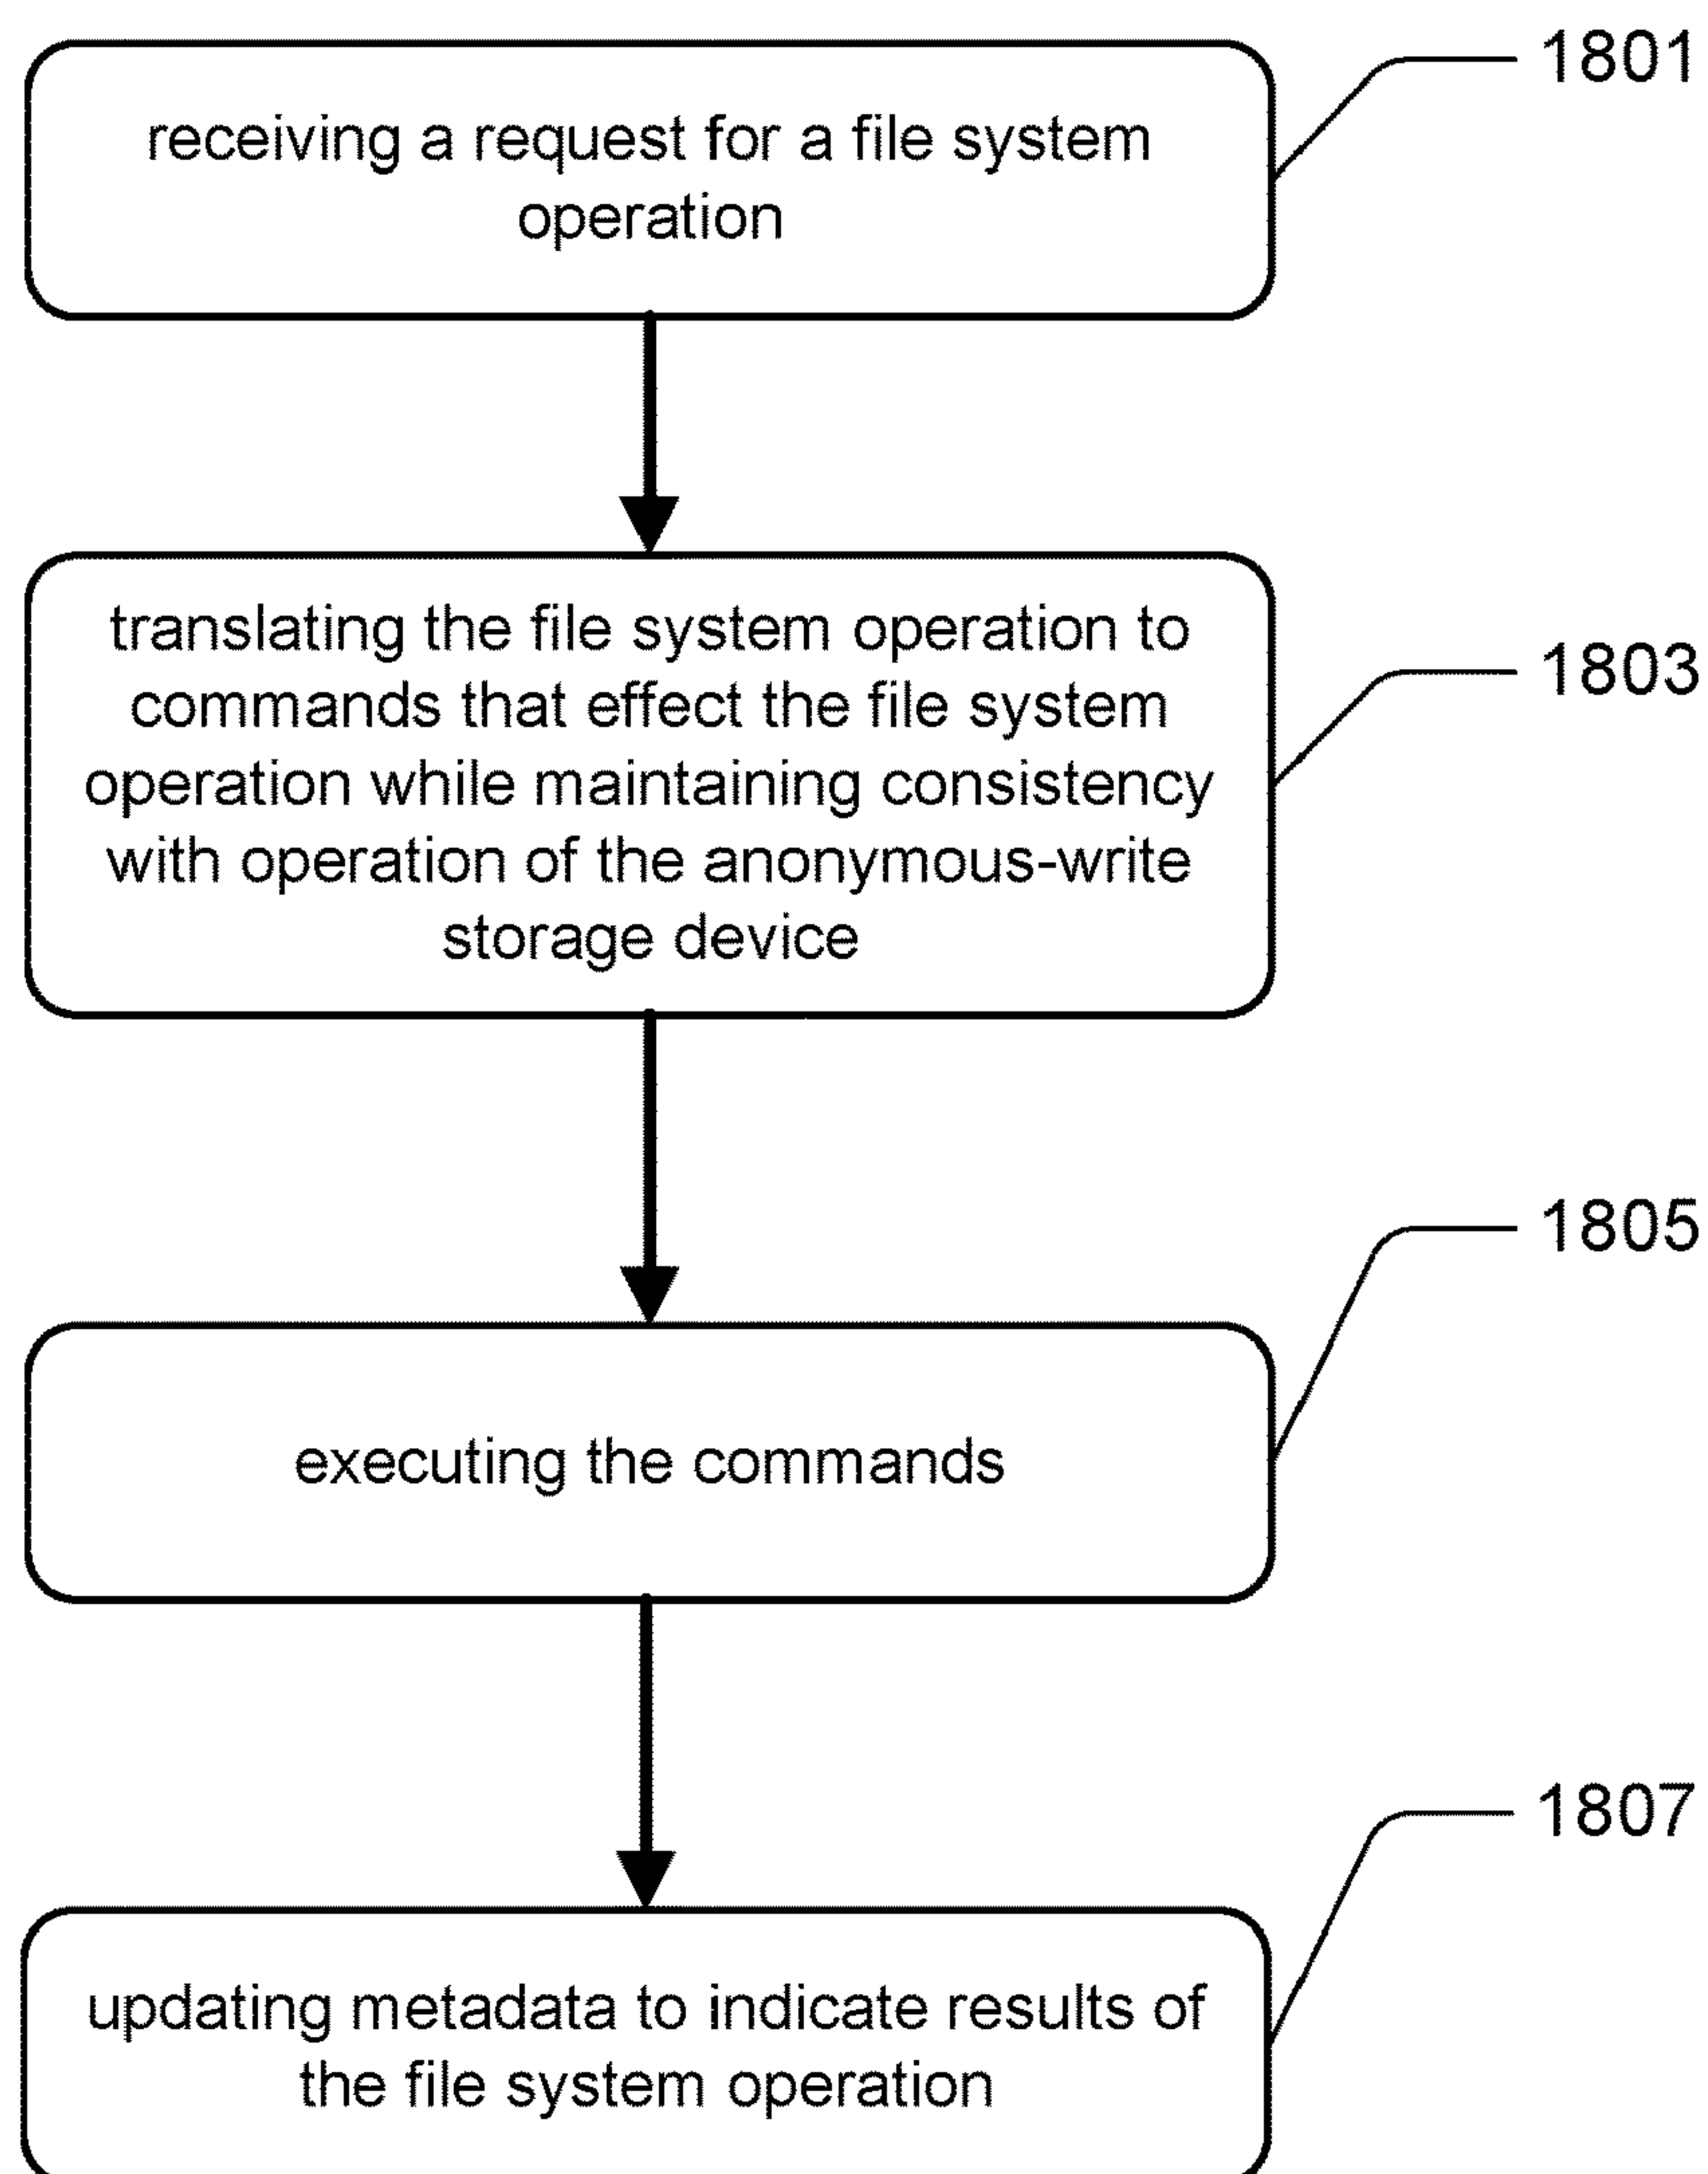 1801
receiving a request for a file system
operation
translating the file system operation to
commands that effect the file system
operation while maintaining consistency
with operation of the anonymous-write
storage device
1803
executing the commands
1805
updating metadata to indicate results of
the file system operation
1807